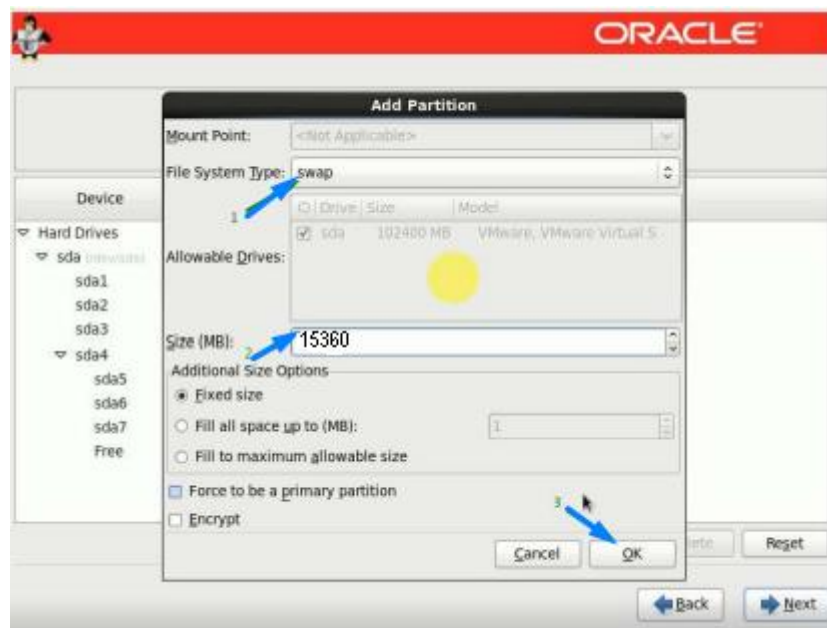 ORACLE
Add Partition
Mount Point: <Not Applicable>
File System Type: swap
1
O Drive Size Model
sda 102400 MB VMware, VMware Virtual S
Allowable Drives:
Size (MB): 15360
2
Additional Size Options
Fixed size
Fill all space up to (MB): 1
Fill to maximum allowable size
Force to be a primary partition
Encrypt
3
Cancel OK
Device
Hard Drives
sda
sda1
sda2
sda3
sda4
sda5
sda6
sda7
Free
Reset
Back Next